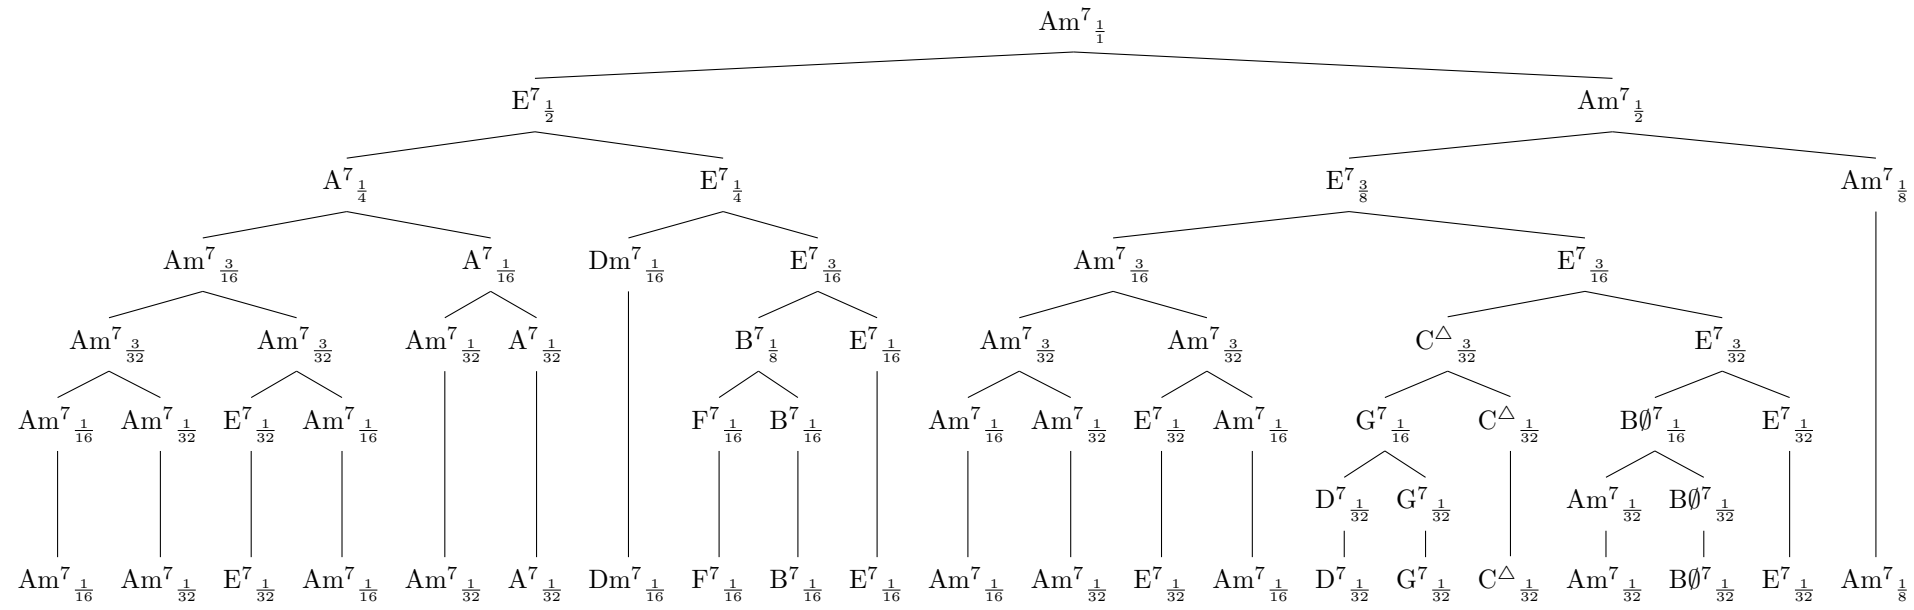 Am⁷ 1/1
E⁷ 1/2 Am⁷ 1/2
A⁷ 1/4 E⁷ 1/4 E⁷ 3/8 Am⁷ 1/8
Am⁷ 3/16 A⁷ 1/16 Dm⁷ 1/16 E⁷ 3/16 Am⁷ 3/16 E⁷ 3/16
Am⁷ 3/32 Am⁷ 3/32 Am⁷ 1/32 A⁷ 1/32 B⁷ 1/8 E⁷ 1/16 Am⁷ 3/32 Am⁷ 3/32 C△ 3/32 E⁷ 3/32
Am⁷ 1/16 Am⁷ 1/32 E⁷ 1/32 Am⁷ 1/16 F⁷ 1/16 B⁷ 1/16 Am⁷ 1/16 Am⁷ 1/32 E⁷ 1/32 Am⁷ 1/16 G⁷ 1/16 C△ 1/32 B∅⁷ 1/16 E⁷ 1/32
D⁷ 1/32 G⁷ 1/32 Am⁷ 1/32 B∅⁷ 1/32
Am⁷ 1/16 Am⁷ 1/32 E⁷ 1/32 Am⁷ 1/16 Am⁷ 1/32 A⁷ 1/32 Dm⁷ 1/16 F⁷ 1/16 B⁷ 1/16 E⁷ 1/16 Am⁷ 1/16 Am⁷ 1/32 E⁷ 1/32 Am⁷ 1/16 D⁷ 1/32 G⁷ 1/32 C△ 1/32 Am⁷ 1/32 B∅⁷ 1/32 E⁷ 1/32 Am⁷ 1/8